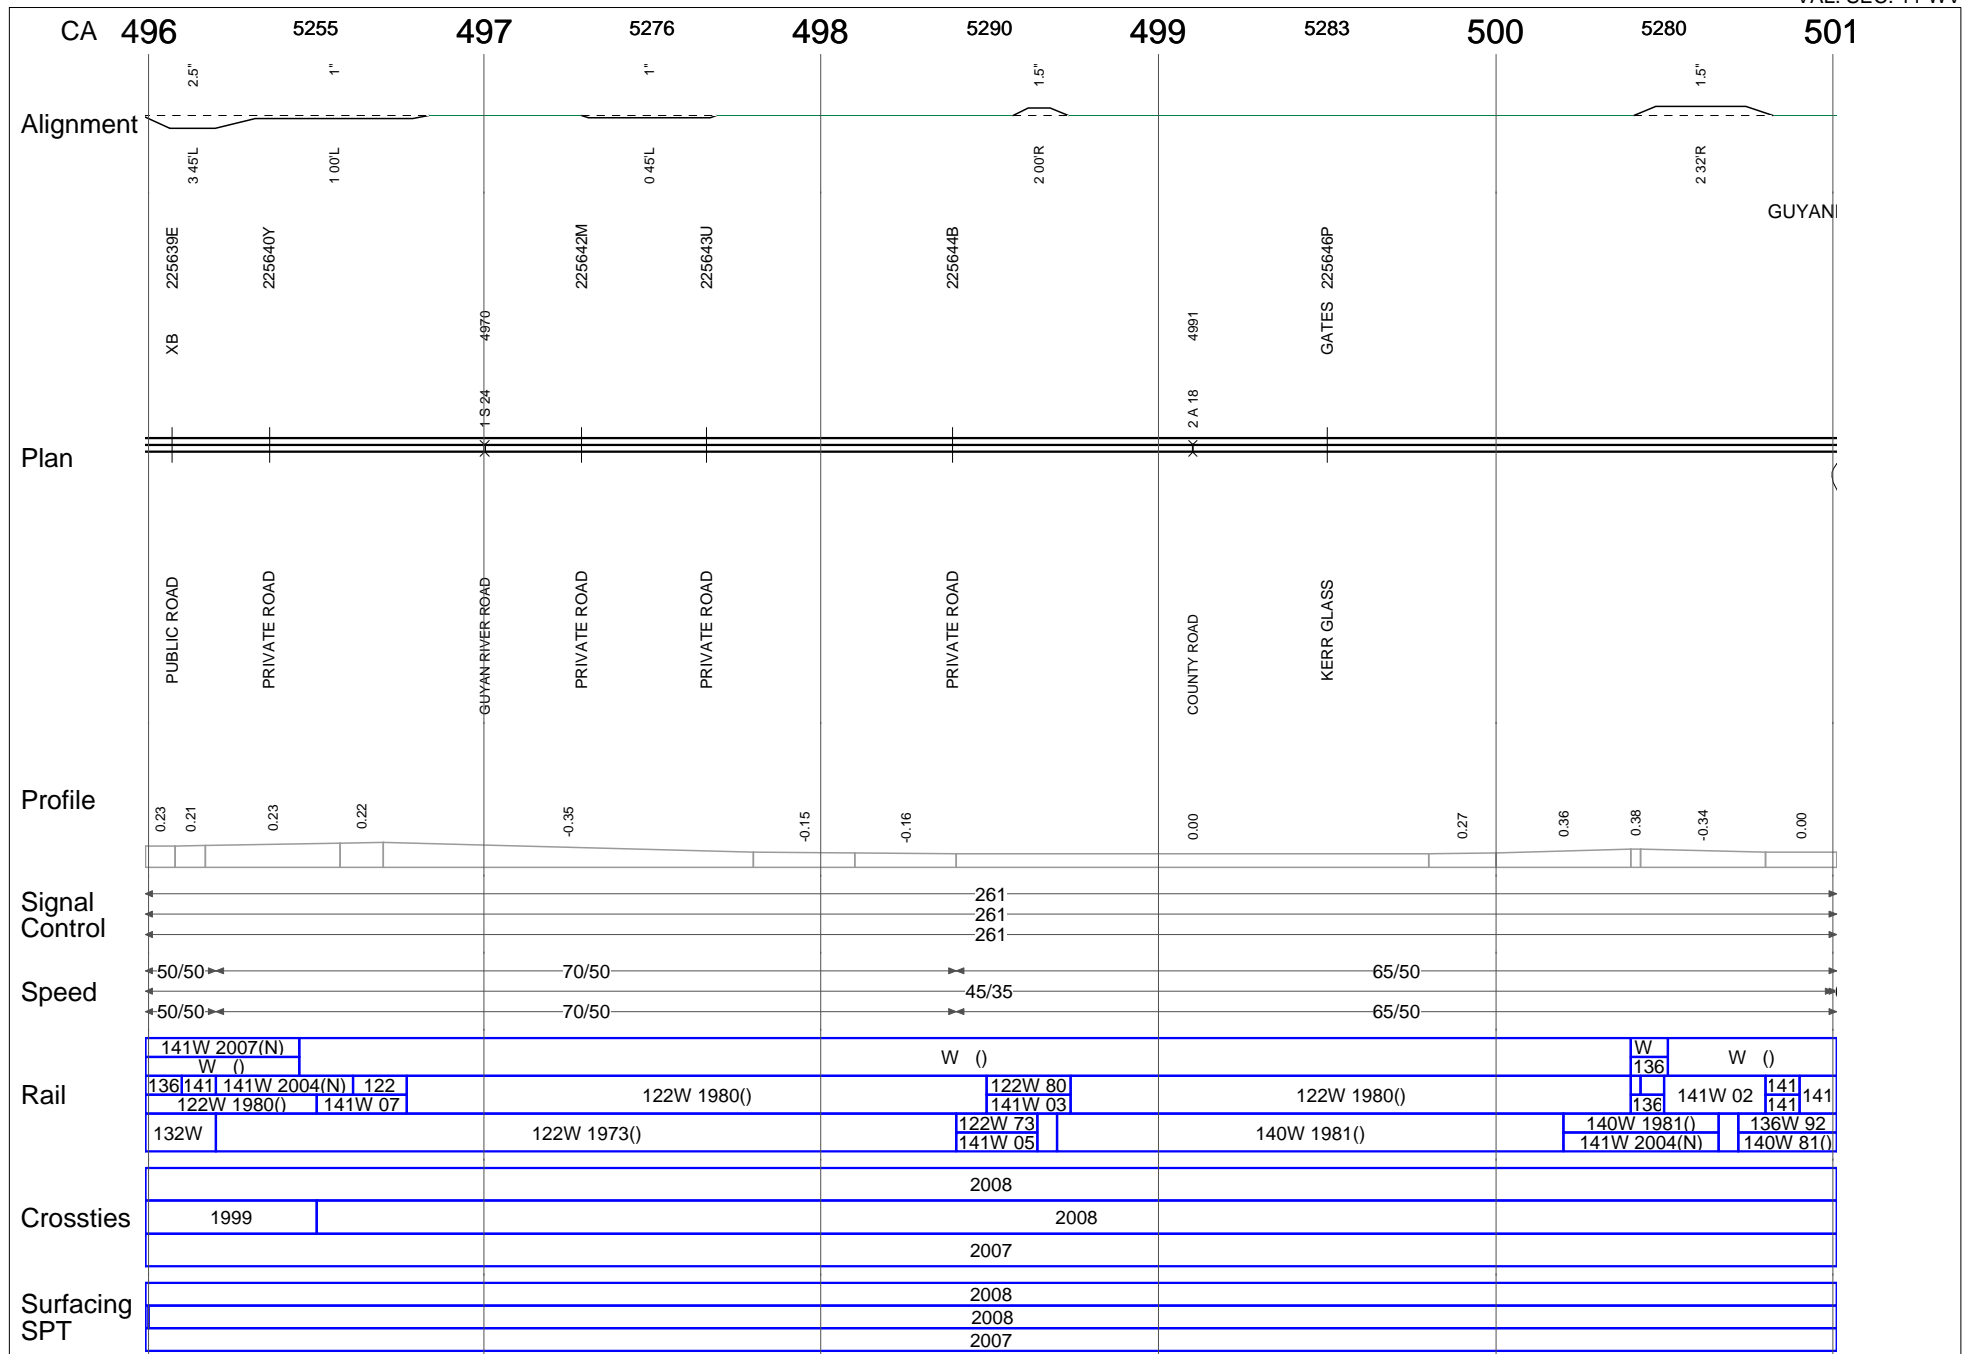 CA 496 5255 497 5276 498 5290 499 5283 500 5280 501
2.5" 1" 1" 1.5" 1.5"
Alignment
3 45'L 1 00'L 0 45'L 2 00'R 2 32'R
GUYAN
225639E 225640Y 225642M 225643U 225644B 225646P
XB 4970 4991 GATES
1 S 24 2 A 18
Plan
PUBLIC ROAD PRIVATE ROAD GUYAN RIVER ROAD PRIVATE ROAD PRIVATE ROAD PRIVATE ROAD COUNTY ROAD KERR GLASS
Profile
0.23 0.21 0.23 0.22 -0.35 -0.15 -0.16 0.00 0.27 0.36 0.38 -0.34 0.00
Signal
Control
261
261
261
Speed
50/50 70/50 65/50
45/35
50/50 70/50 65/50
Rail
141W 2007(N) W () W W ()
W () 136
136 141 141W 2004(N) 122 122W 1980() 122W 80 122W 1980() 141W 02 141 141
122W 1980() 141W 07 141W 03 136 141
132W 122W 1973() 122W 73 140W 1981() 140W 1981() 136W 92
141W 05 141W 2004(N) 140W 81()
Crossties
2008
1999 2008
2007
Surfacing
SPT
2008
2008
2007